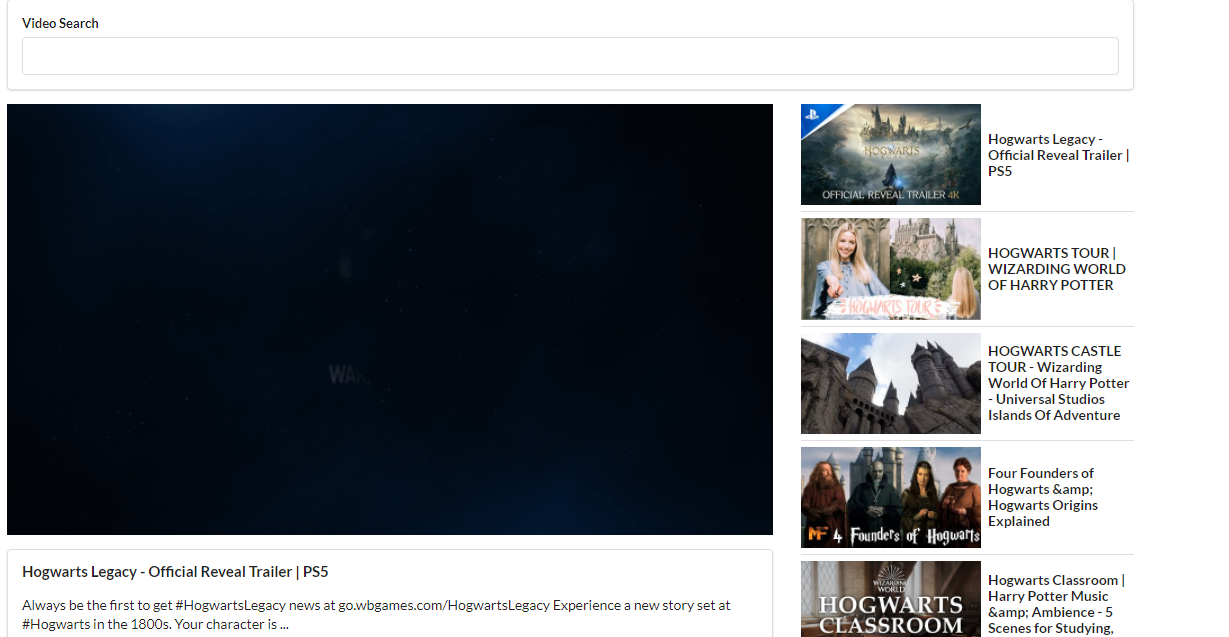 Video Search
WAR
Hogwarts Legacy - Official Reveal Trailer | PS5
Always be the first to get #HogwartsLegacy news at go.wbgames.com/HogwartsLegacy Experience a new story set at
#Hogwarts in the 1800s. Your character is ...
HOGWARTS
OFFICIAL REVEAL TRAILER 4K
Hogwarts Legacy -
Official Reveal Trailer |
PS5
HOGWARTS TOUR
HOGWARTS TOUR |
WIZARDING WORLD
OF HARRY POTTER
HOGWARTS CASTLE
TOUR - Wizarding
World Of Harry Potter
- Universal Studios
Islands Of Adventure
MF 4 Founders of Hogwarts
Four Founders of
Hogwarts &amp;
Hogwarts Origins
Explained
WIZARDING
WORLD
HOGWARTS
CLASSROOM
Hogwarts Classroom |
Harry Potter Music
&amp; Ambience - 5
Scenes for Studying,